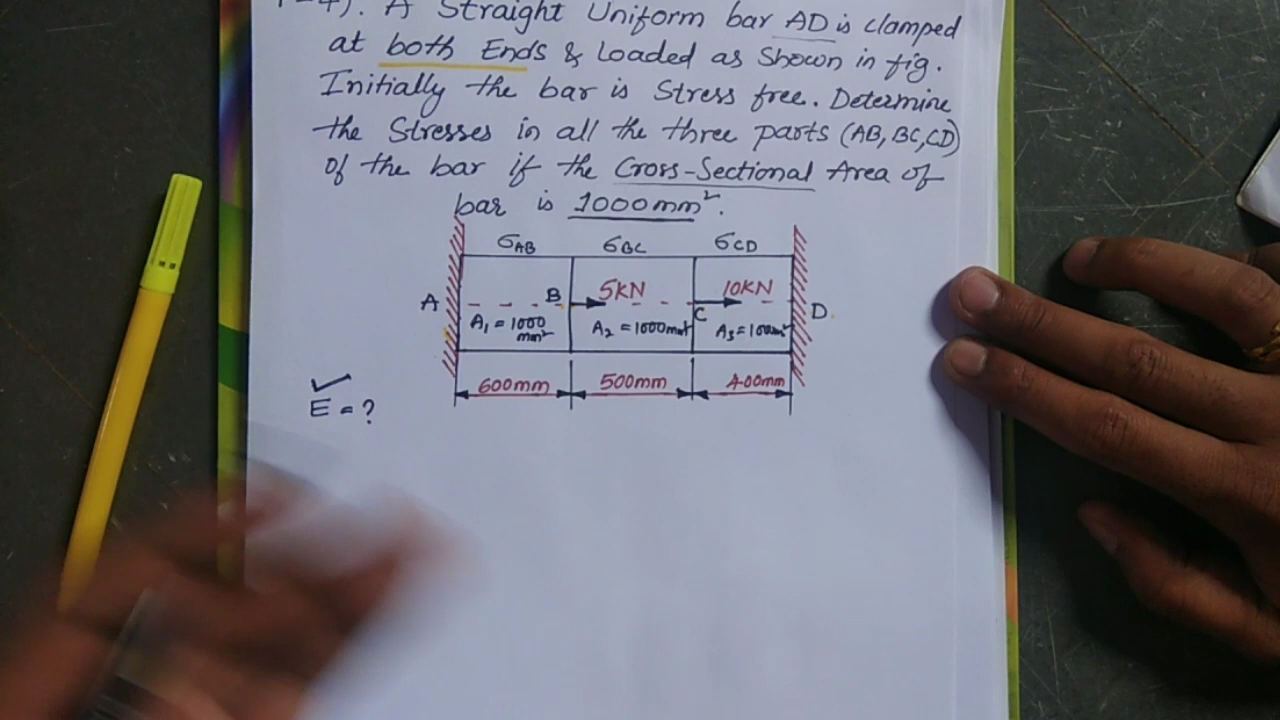 4). A Straight Uniform bar AD is clamped
at both Ends & Loaded as Shown in fig.
Initially the bar is Stress free. Determine
the Stresses in all the three parts (AB, BC, CD)
of the bar if the Cross-Sectional Area of
bar is 1000mm².
σAB σBC σCD
A B 5KN C 10KN D
A₁ = 1000 mm² A₂ = 1000mm²
600mm 500mm 400mm
E = ?